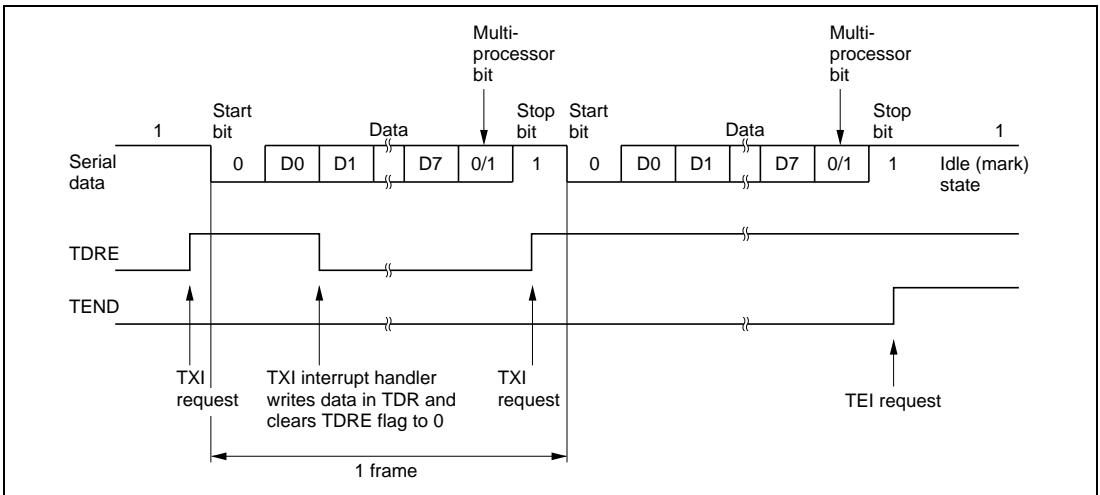 Multi-
processor
bit
Multi-
processor
bit
1
Start
bit
Data
Stop
bit
Start
bit
Data
Stop
bit
1
Serial
data
0 D0 D1 D7 0/1 1 0 D0 D1 D7 0/1 1
Idle (mark)
state
TDRE
TEND
TXI
request
TXI interrupt handler
writes data in TDR and
clears TDRE flag to 0
TXI
request
TEI request
1 frame